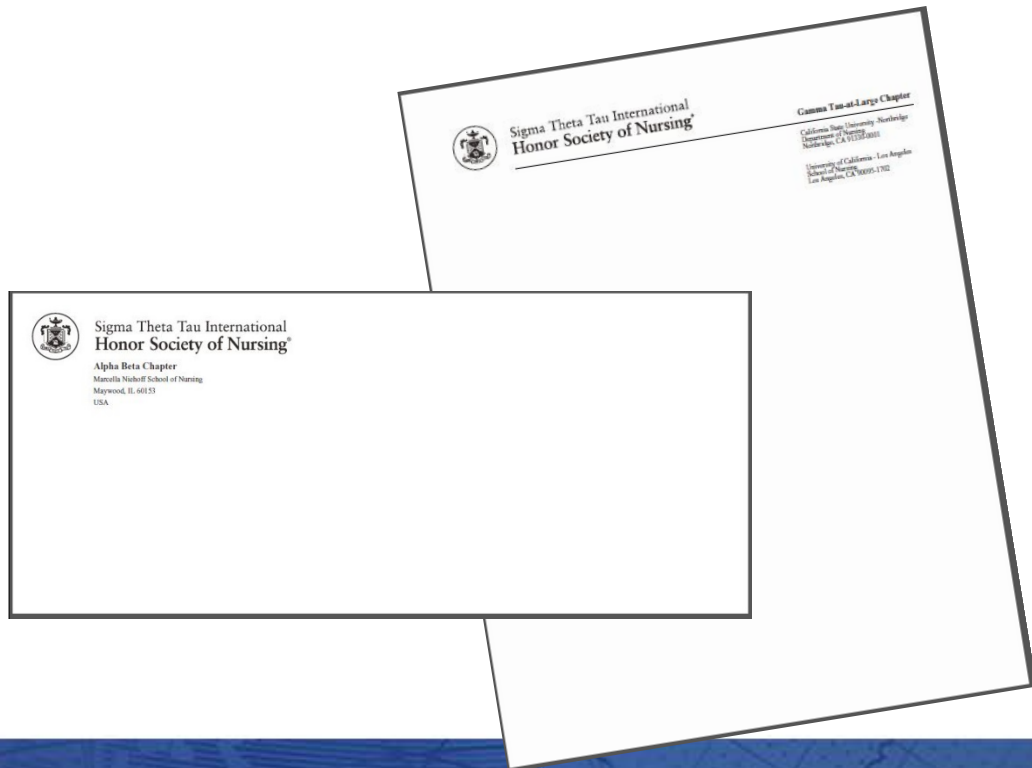 Sigma Theta Tau International
Honor Society of Nursing®
Gamma Tau-at-Large Chapter
California State University -Northridge
Department of Nursing
Northridge, CA 91330-0001
University of California - Los Angeles
School of Nursing
Los Angeles, CA 90095-1702
Sigma Theta Tau International
Honor Society of Nursing®
Alpha Beta Chapter
Marcella Niehoff School of Nursing
Maywood, IL 60153
USA